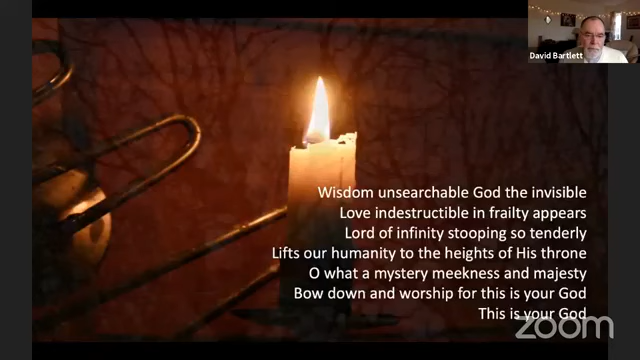 David Bartlett
Wisdom unsearchable God the invisible
Love indestructible in frailty appears
Lord of infinity stooping so tenderly
Lifts our humanity to the heights of His throne
O what a mystery meekness and majesty
Bow down and worship for this is your God
This is your God
zoom